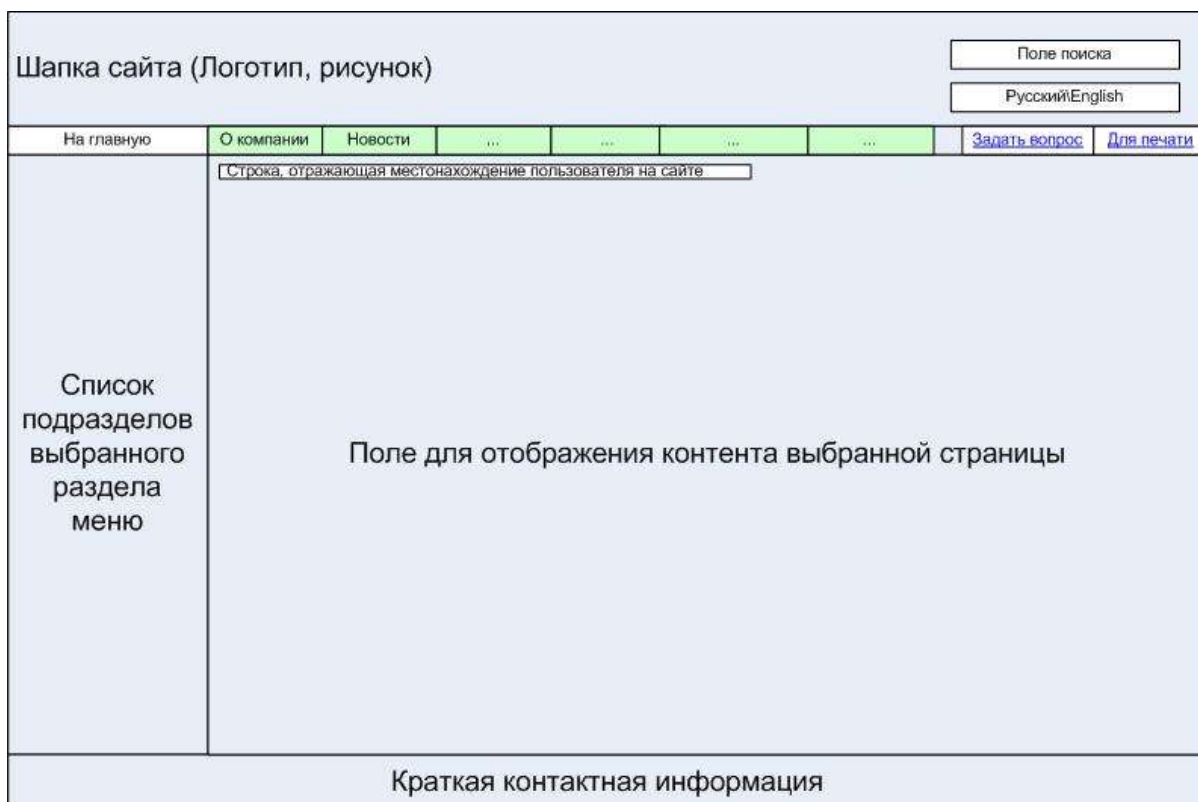 Шапка сайта (Логотип, рисунок)
Поле поиска
Русский\English
На главную
О компании
Новости
...
...
...
...
Задать вопрос
Для печати
Строка, отражающая местонахождение пользователя на сайте
Список
подразделов
выбранного
раздела
меню
Поле для отображения контента выбранной страницы
Краткая контактная информация